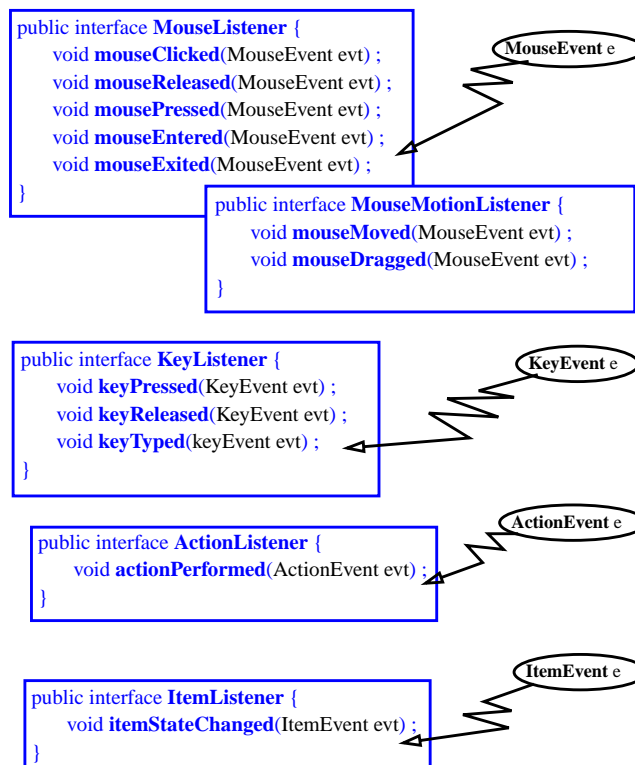 public interface MouseListener {
void mouseClicked(MouseEvent evt) ;
void mouseReleased(MouseEvent evt) ;
void mousePressed(MouseEvent evt) ;
void mouseEntered(MouseEvent evt) ;
void mouseExited(MouseEvent evt) ;
}
MouseEvent e
public interface MouseMotionListener {
void mouseMoved(MouseEvent evt) ;
void mouseDragged(MouseEvent evt) ;
}
public interface KeyListener {
void keyPressed(KeyEvent evt) ;
void keyReleased(KeyEvent evt) ;
void keyTyped(keyEvent evt) ;
}
KeyEvent e
public interface ActionListener {
void actionPerformed(ActionEvent evt) ;
}
ActionEvent e
public interface ItemListener {
void itemStateChanged(ItemEvent evt) ;
}
ItemEvent e